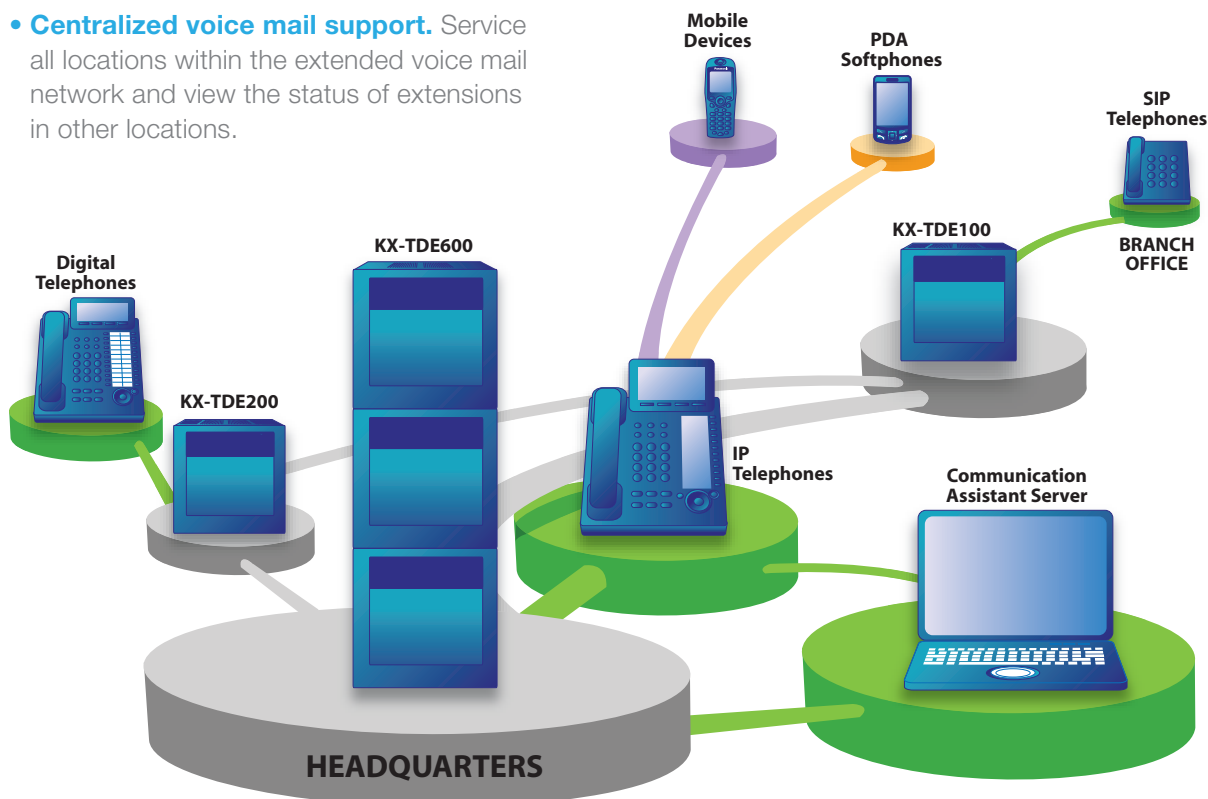 • Centralized voice mail support. Service
all locations within the extended voice mail
network and view the status of extensions
in other locations.
Mobile
Devices
PDA
Softphones
SIP
Telephones
KX-TDE600
KX-TDE100
BRANCH
OFFICE
Digital
Telephones
KX-TDE200
IP
Telephones
Communication
Assistant Server
HEADQUARTERS